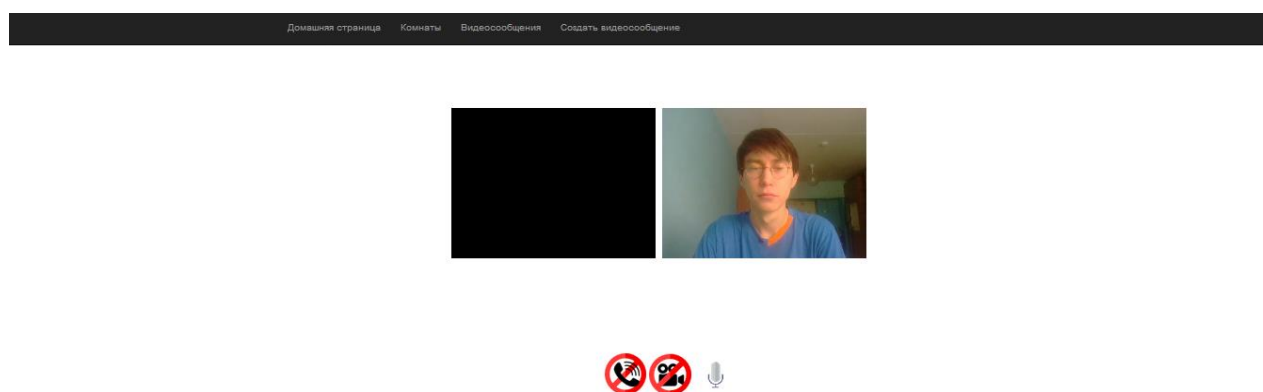 Домашняя страница Комнаты Видеосообщения Создать видеосообщение